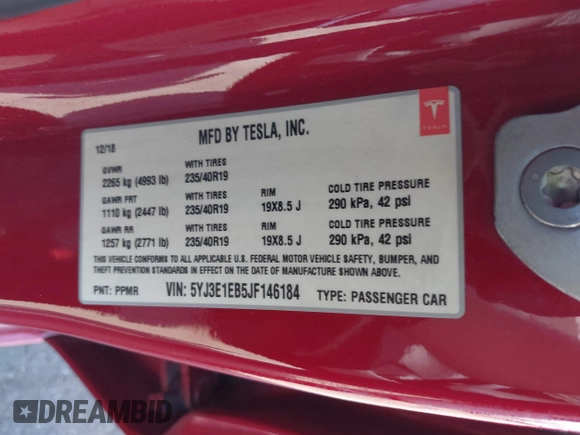 12/18 MFD BY TESLA, INC.
TESLA
GVWR WITH TIRES
2265 kg (4993 lb) 235/40R19
GAWR FRT WITH TIRES RIM COLD TIRE PRESSURE
1110 kg (2447 lb) 235/40R19 19X8.5 J 290 kPa, 42 psi
GAWR RR WITH TIRES RIM COLD TIRE PRESSURE
1257 kg (2771 lb) 235/40R19 19X8.5 J 290 kPa, 42 psi
THIS VEHICLE CONFORMS TO ALL APPLICABLE U.S. FEDERAL MOTOR VEHICLE SAFETY, BUMPER, AND
THEFT PREVENTION STANDARDS IN EFFECT ON THE DATE OF MANUFACTURE SHOWN ABOVE.
PNT: PPMR VIN: 5YJ3E1EB5JF146184 TYPE: PASSENGER CAR
DREAMBID